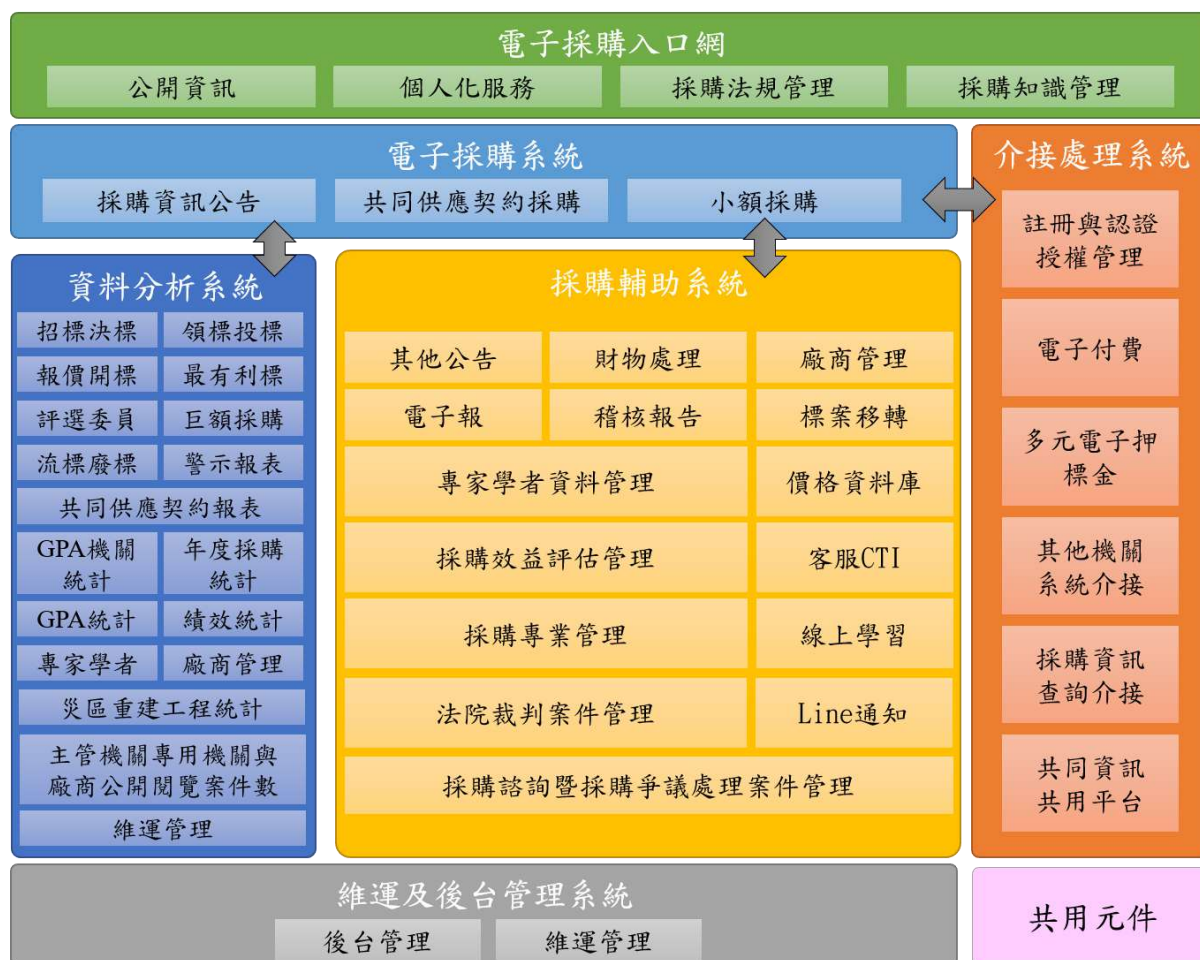 電子採購入口網
公開資訊
個人化服務
採購法規管理
採購知識管理
電子採購系統
採購資訊公告
共同供應契約採購
小額採購
介接處理系統
註冊與認證
授權管理
電子付費
多元電子押
標金
其他機關
系統介接
採購資訊
查詢介接
共同資訊
共用平台
資料分析系統
招標決標
領標投標
報價開標
最有利標
評選委員
巨額採購
流標廢標
警示報表
共同供應契約報表
GPA機關
統計
年度採購
統計
GPA統計
績效統計
專家學者
廠商管理
災區重建工程統計
主管機關專用機關與
廠商公開閱覽案件數
維運管理
採購輔助系統
其他公告
財物處理
廠商管理
電子報
稽核報告
標案移轉
專家學者資料管理
價格資料庫
採購效益評估管理
客服CTI
採購專業管理
線上學習
法院裁判案件管理
Line通知
採購諮詢暨採購爭議處理案件管理
維運及後台管理系統
後台管理
維運管理
共用元件